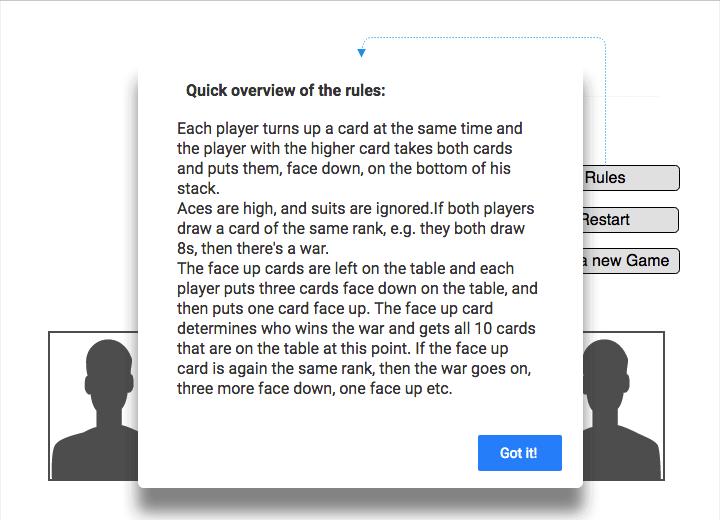 Quick overview of the rules:
Each player turns up a card at the same time and
the player with the higher card takes both cards
and puts them, face down, on the bottom of his
stack.
Aces are high, and suits are ignored.If both players
draw a card of the same rank, e.g. they both draw
8s, then there's a war.
The face up cards are left on the table and each
player puts three cards face down on the table, and
then puts one card face up. The face up card
determines who wins the war and gets all 10 cards
that are on the table at this point. If the face up
card is again the same rank, then the war goes on,
three more face down, one face up etc.
Got it!
Rules
Restart
a new Game